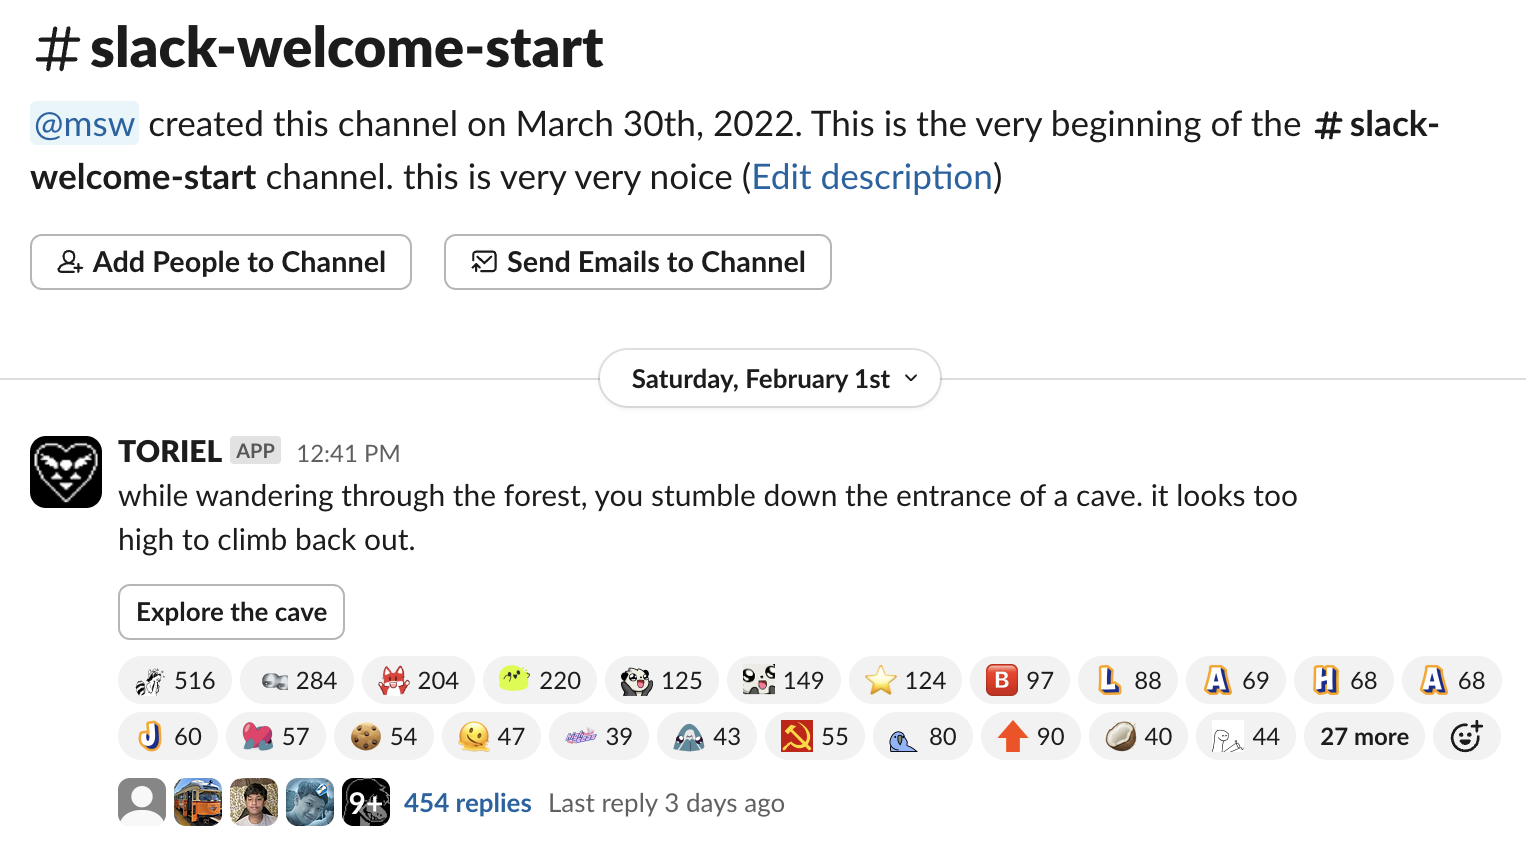 # slack-welcome-start
@msw created this channel on March 30th, 2022. This is the very beginning of the # slack-
welcome-start channel. this is very very noice (Edit description)
Add People to Channel Send Emails to Channel
Saturday, February 1st
TORIEL APP 12:41 PM
while wandering through the forest, you stumble down the entrance of a cave. it looks too
high to climb back out.
Explore the cave
516 284 204 220 125 149 124 B 97 L 88 A 69 H 68 A 68
J 60 57 54 47 39 43 55 80 90 40 44 27 more
9+ 454 replies Last reply 3 days ago